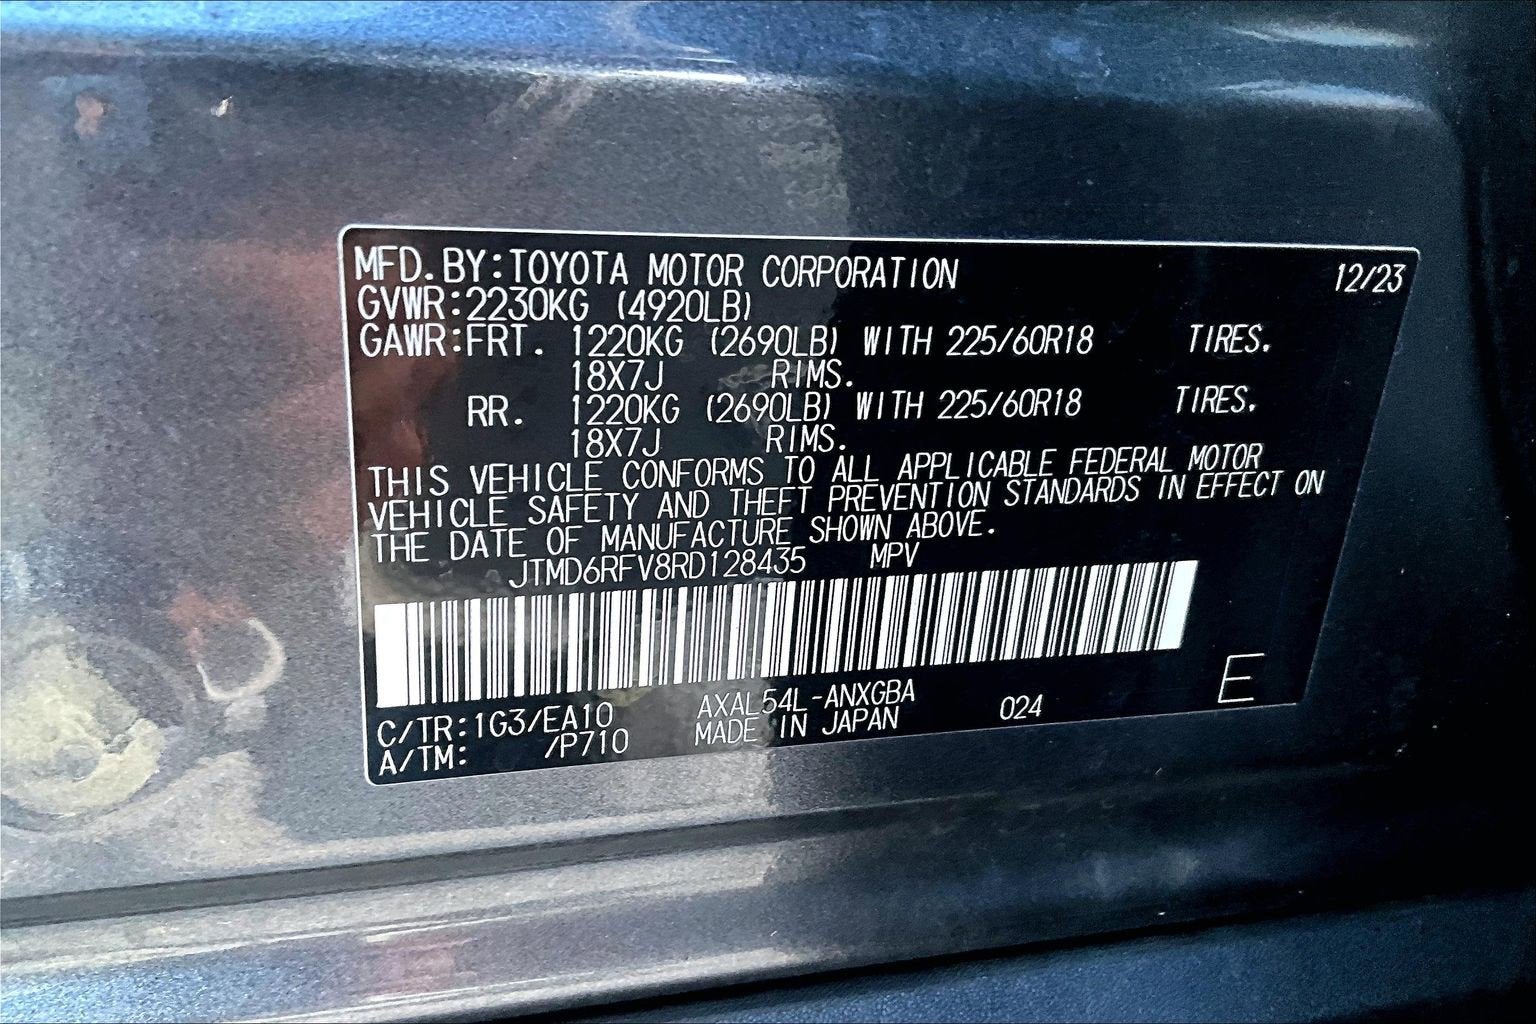 MFD.BY:TOYOTA MOTOR CORPORATION 12/23
GVWR:2230KG (4920LB)
GAWR:FRT. 1220KG (2690LB) WITH 225/60R18 TIRES.
18X7J RIMS.
RR. 1220KG (2690LB) WITH 225/60R18 TIRES.
18X7J RIMS.
THIS VEHICLE CONFORMS TO ALL APPLICABLE FEDERAL MOTOR
VEHICLE SAFETY AND THEFT PREVENTION STANDARDS IN EFFECT ON
THE DATE OF MANUFACTURE SHOWN ABOVE.
JTMD6RFV8RD128435 MPV
C/TR:1G3/EA10 AXAL54L-ANXGBA 024 E
A/TM: /P710 MADE IN JAPAN